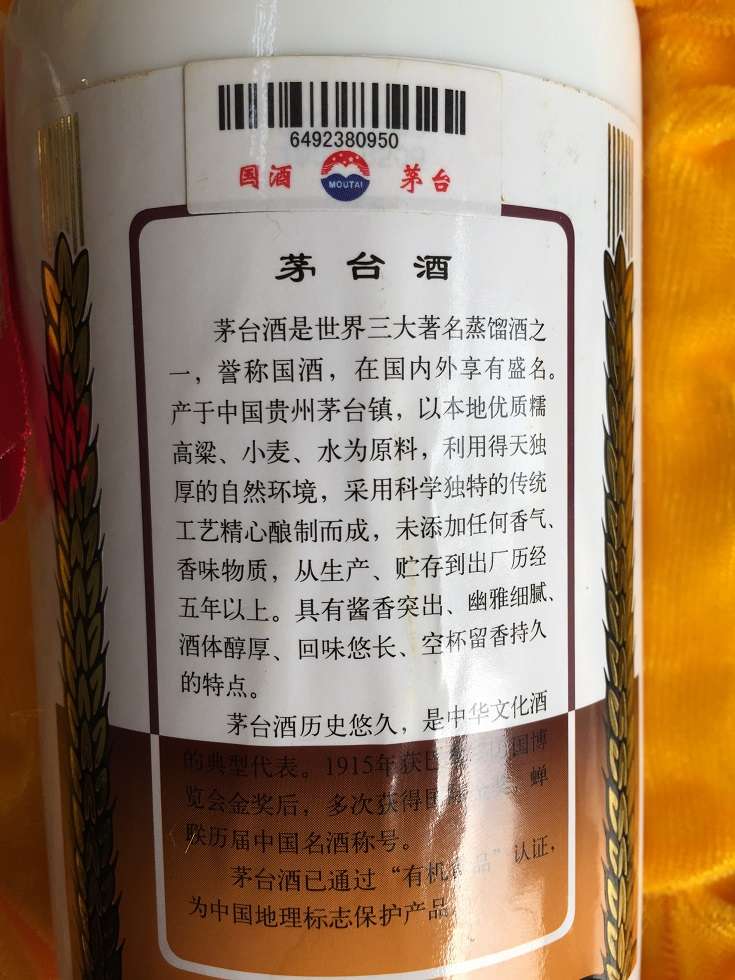 6492380950
国酒 MOUTAI 茅台
茅台酒
茅台酒是世界三大著名蒸馏酒之
一，誉称国酒，在国内外享有盛名。
产于中国贵州茅台镇，以本地优质糯
高粱、小麦、水为原料，利用得天独
厚的自然环境，采用科学独特的传统
工艺精心酿制而成，未添加任何香气、
香味物质，从生产、贮存到出厂历经
五年以上。具有酱香突出、幽雅细腻、
酒体醇厚、回味悠长、空杯留香持久
的特点。
茅台酒历史悠久，是中华文化酒
的典型代表。1915年获巴国博
览会金奖后，多次获得国金奖，蝉
联历届中国名酒称号。
茅台酒已通过“有机食品”认证，
为中国地理标志保护产品